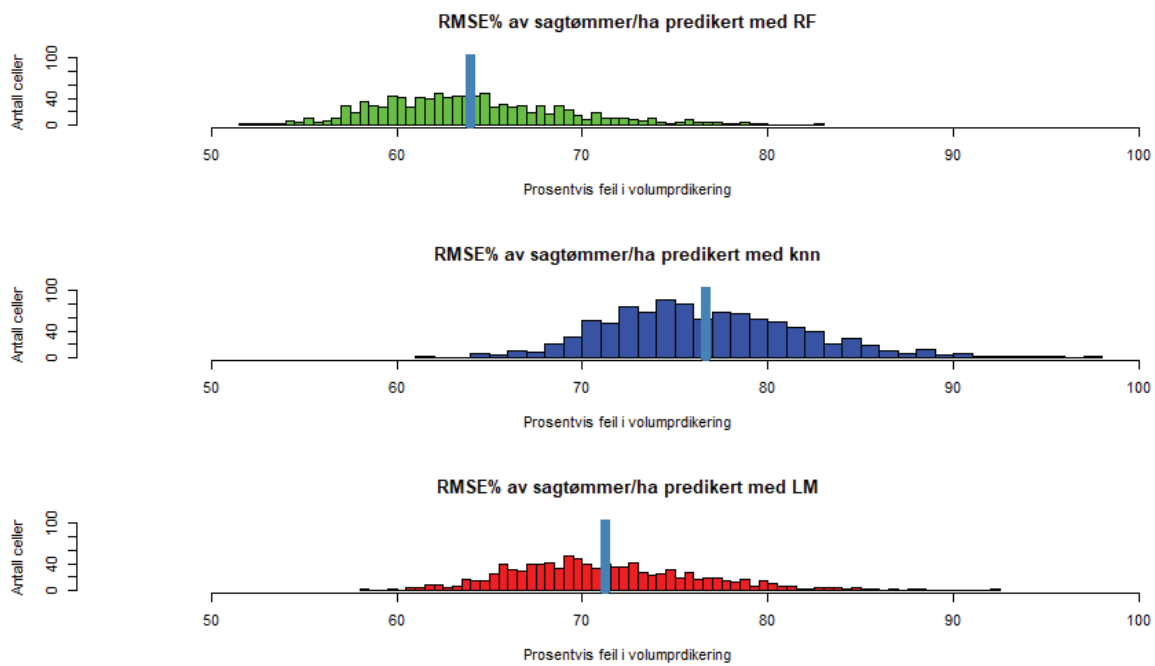 RMSE% av sagtømmer/ha predikert med RF
Antall celler
0 40 100
50 60 70 80 90 100
Prosentvis feil i volumprdikering
RMSE% av sagtømmer/ha predikert med knn
Antall celler
0 40 100
50 60 70 80 90 100
Prosentvis feil i volumprdikering
RMSE% av sagtømmer/ha predikert med LM
Antall celler
0 40 100
50 60 70 80 90 100
Prosentvis feil i volumprdikering